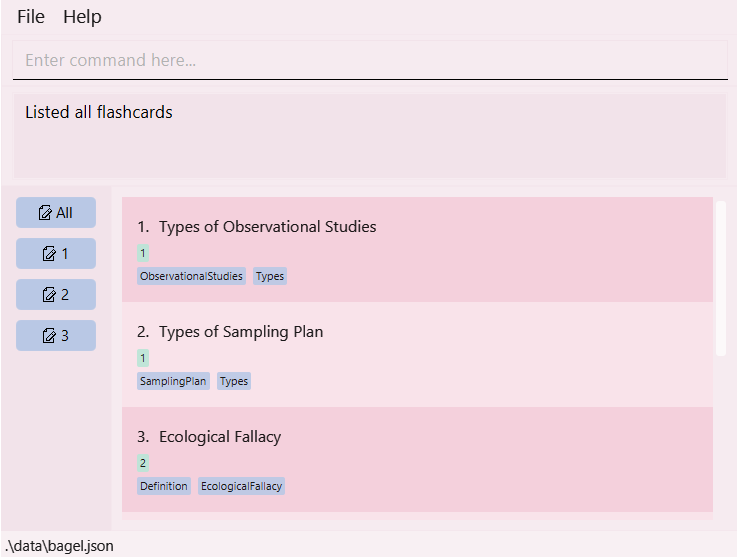 File Help
Enter command here...
Listed all flashcards
All
1
2
3
1. Types of Observational Studies
1
ObservationalStudies Types
2. Types of Sampling Plan
1
SamplingPlan Types
3. Ecological Fallacy
2
Definition EcologicalFallacy
.\data\bagel.json